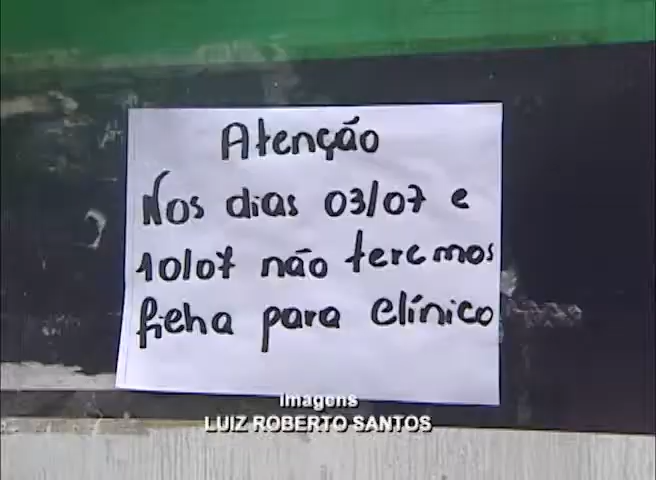 Atenção
Nos dias 03/07 e
10/07 não teremos
ficha para clínico
Imagens
LUIZ ROBERTO SANTOS